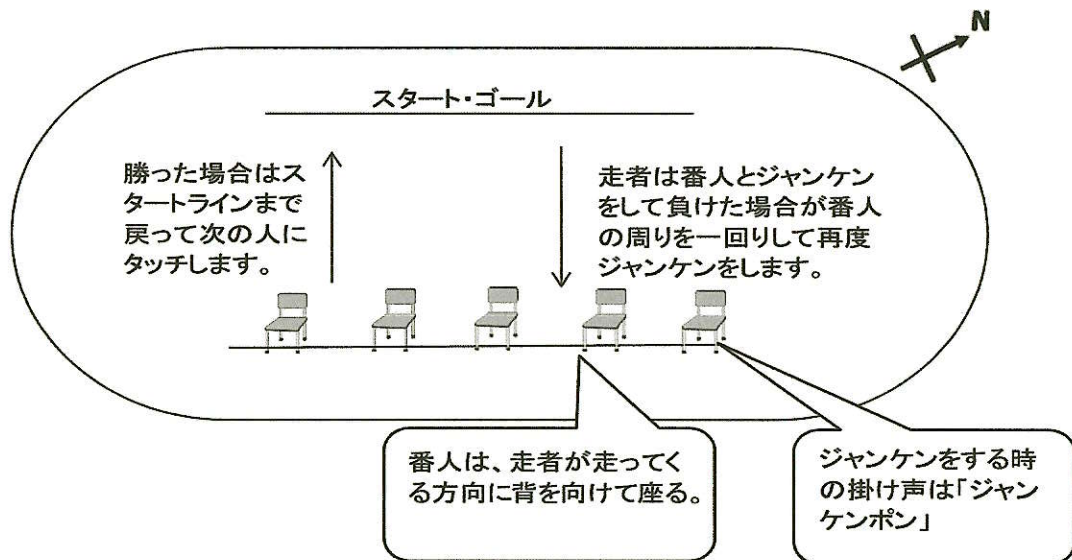 N
スタート・ゴール
勝った場合はス
タートラインまで
戻って次の人に
タッチします。
走者は番人とジャンケン
をして負けた場合が番人
の周りを一回りして再度
ジャンケンをします。
番人は、走者が走ってく
る方向に背を向けて座る。
ジャンケンをする時
の掛け声は「ジャン
ケンポン」